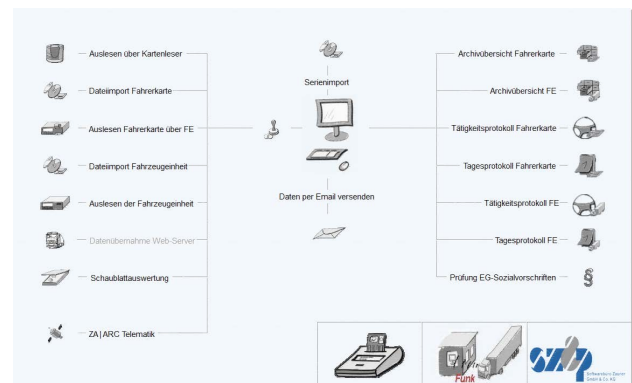 Auslesen über Kartenleser
Dateiimport Fahrerkarte
Auslesen Fahrerkarte über FE
Dateiimport Fahrzeugeinheit
Auslesen der Fahrzeugeinheit
Datenübernahme Web-Server
Schaublattauswertung
ZA|ARC Telematik
Serienimport
Daten per Email versenden
Archivübersicht Fahrerkarte
Archivübersicht FE
Tätigkeitsprotokoll Fahrerkarte
Tagesprotokoll Fahrerkarte
Tätigkeitsprotokoll FE
Tagesprotokoll FE
Prüfung EG-Sozialvorschriften
§
Funk